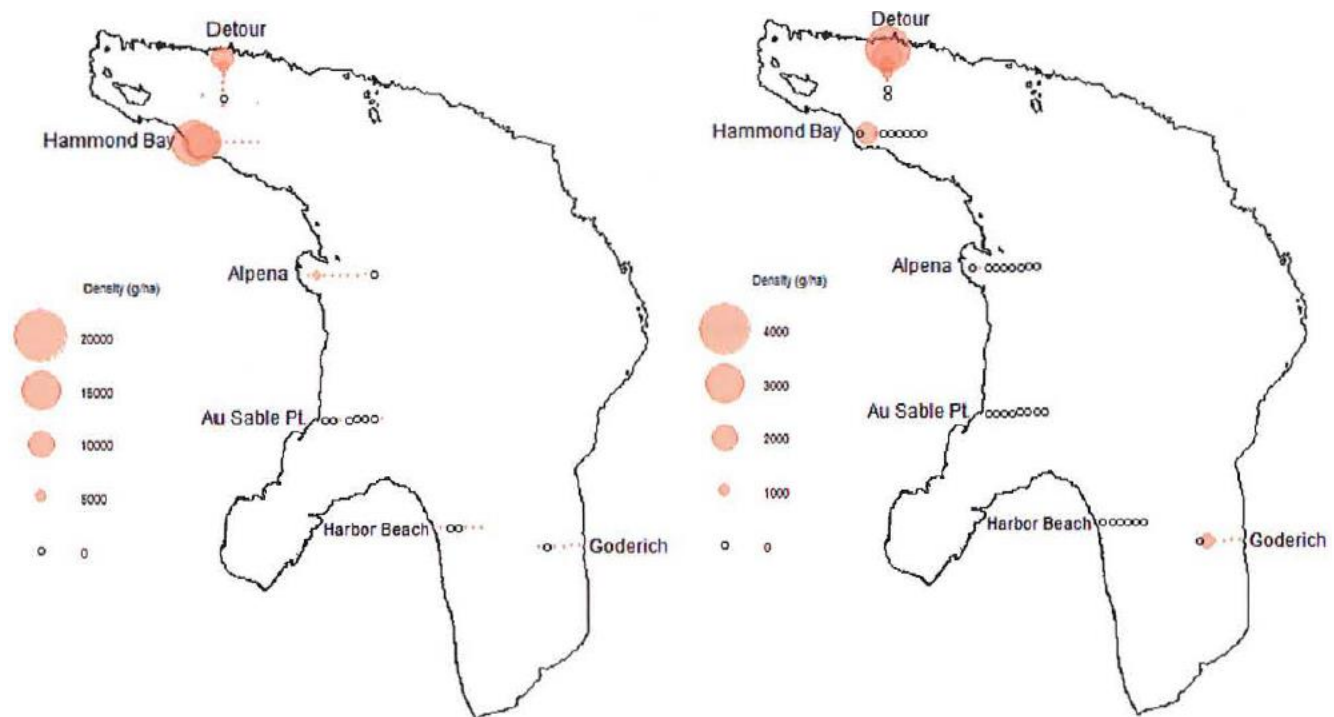 Detour
Hammond Bay
Alpena
Density (g/ha)
20000
15000
10000
Au Sable Pt.
5000
Harbor Beach
Goderich
0
Detour
8
Hammond Bay
Alpena
Density (g/ha)
4000
3000
Au Sable Pt.
2000
1000
Harbor Beach
Goderich
0